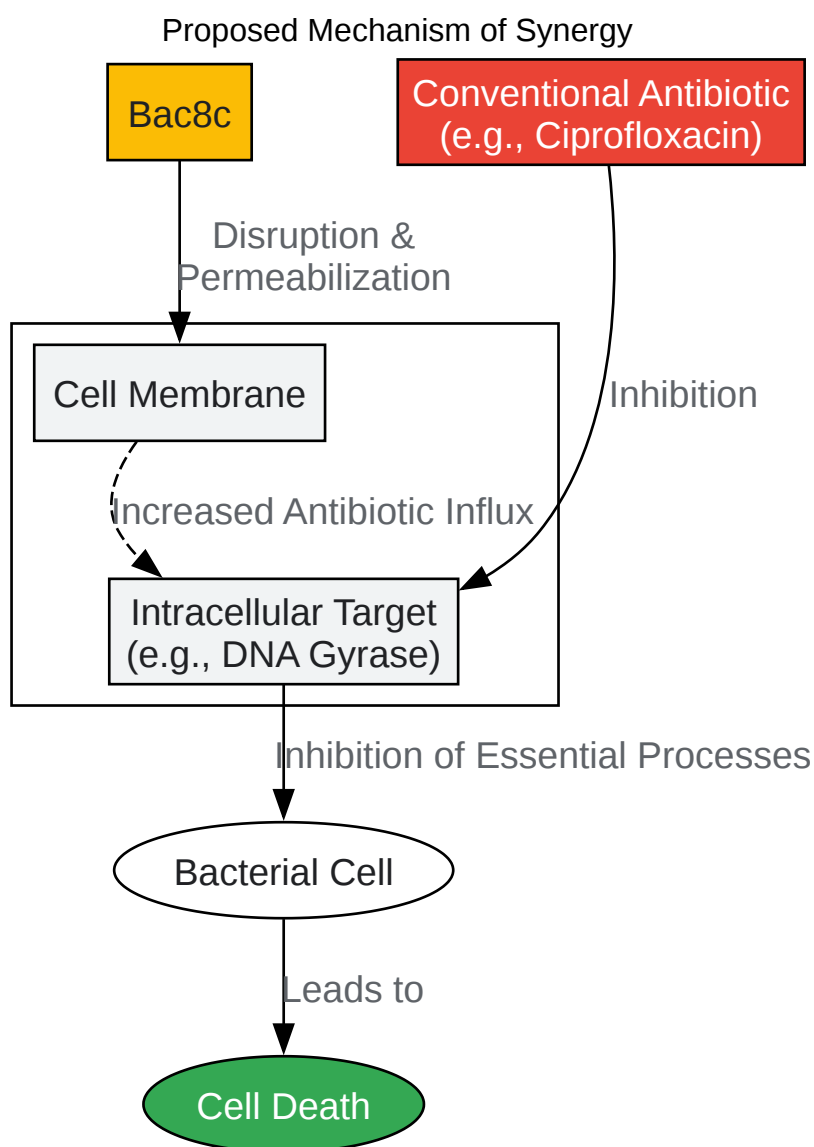 Proposed Mechanism of Synergy
Bac8c
Conventional Antibiotic
(e.g., Ciprofloxacin)
Disruption &
Permeabilization
Cell Membrane
Inhibition
Increased Antibiotic Influx
Intracellular Target
(e.g., DNA Gyrase)
Inhibition of Essential Processes
Bacterial Cell
Leads to
Cell Death